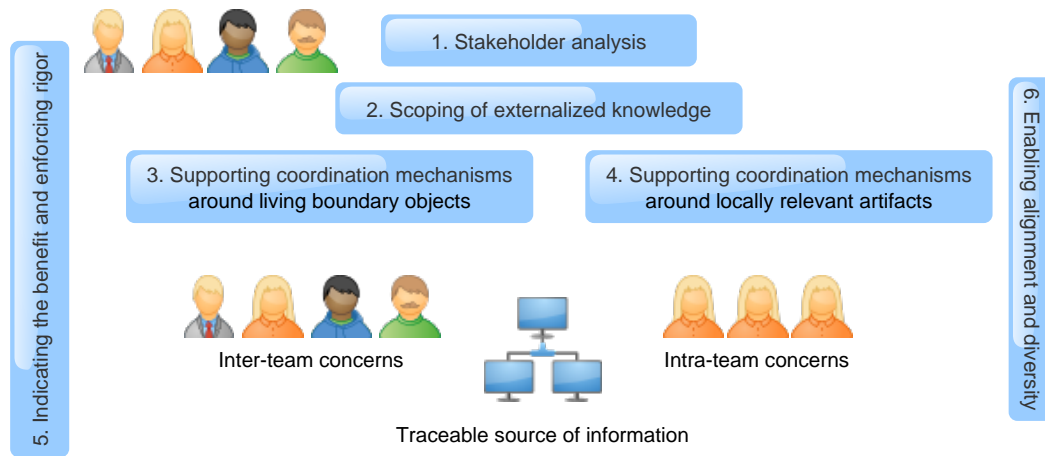 1. Stakeholder analysis
2. Scoping of externalized knowledge
3. Supporting coordination mechanisms
around living boundary objects
4. Supporting coordination mechanisms
around locally relevant artifacts
5. Indicating the benefit and enforcing rigor
6. Enabling alignment and diversity
Inter-team concerns
Intra-team concerns
Traceable source of information